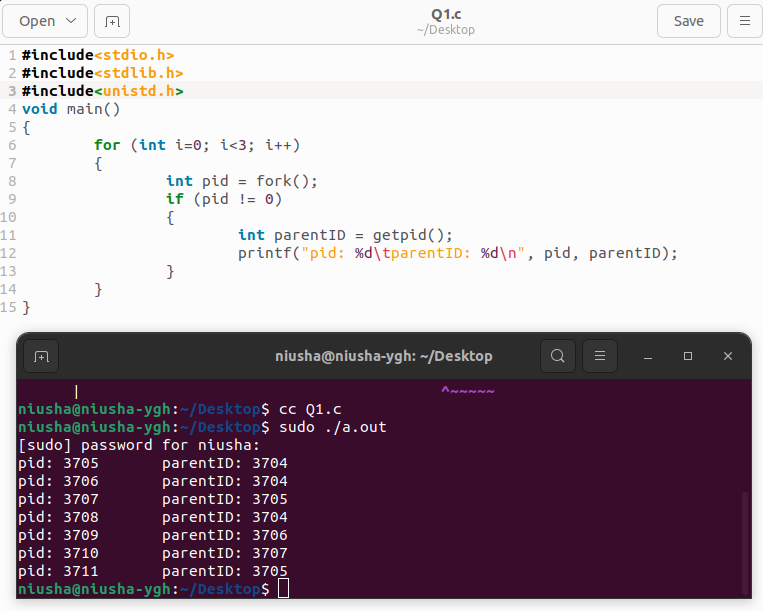 Open
Q1.c
~/Desktop
Save
1 #include<stdio.h>
2 #include<stdlib.h>
3 #include<unistd.h>
4 void main()
5 {
6         for (int i=0; i<3; i++)
7         {
8                 int pid = fork();
9                 if (pid != 0)
10                 {
11                         int parentID = getpid();
12                         printf("pid: %d\tparentID: %d\n", pid, parentID);
13                 }
14         }
15 }
niusha@niusha-ygh: ~/Desktop
| ^~~~~~
niusha@niusha-ygh:~/Desktop$ cc Q1.c
niusha@niusha-ygh:~/Desktop$ sudo ./a.out
[sudo] password for niusha:
pid: 3705       parentID: 3704
pid: 3706       parentID: 3704
pid: 3707       parentID: 3705
pid: 3708       parentID: 3704
pid: 3709       parentID: 3706
pid: 3710       parentID: 3707
pid: 3711       parentID: 3705
niusha@niusha-ygh:~/Desktop$